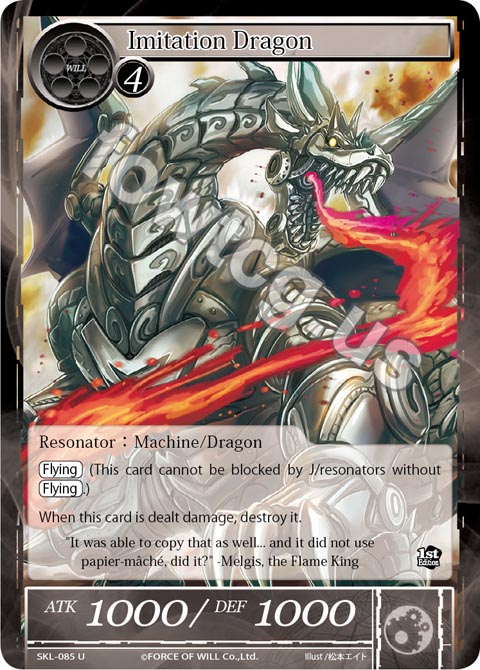 Imitation Dragon
WILL
4
fowtcg.us
Resonator : Machine/Dragon
Flying (This card cannot be blocked by J/resonators without
Flying.)
When this card is dealt damage, destroy it.
"It was able to copy that as well... and it did not use
papier-mâché, did it?" -Melgis, the Flame King
1st
Edition
ATK 1000/ DEF 1000
SKL-085 U ©FORCE OF WILL Co.,Ltd. Illust/松本エイト